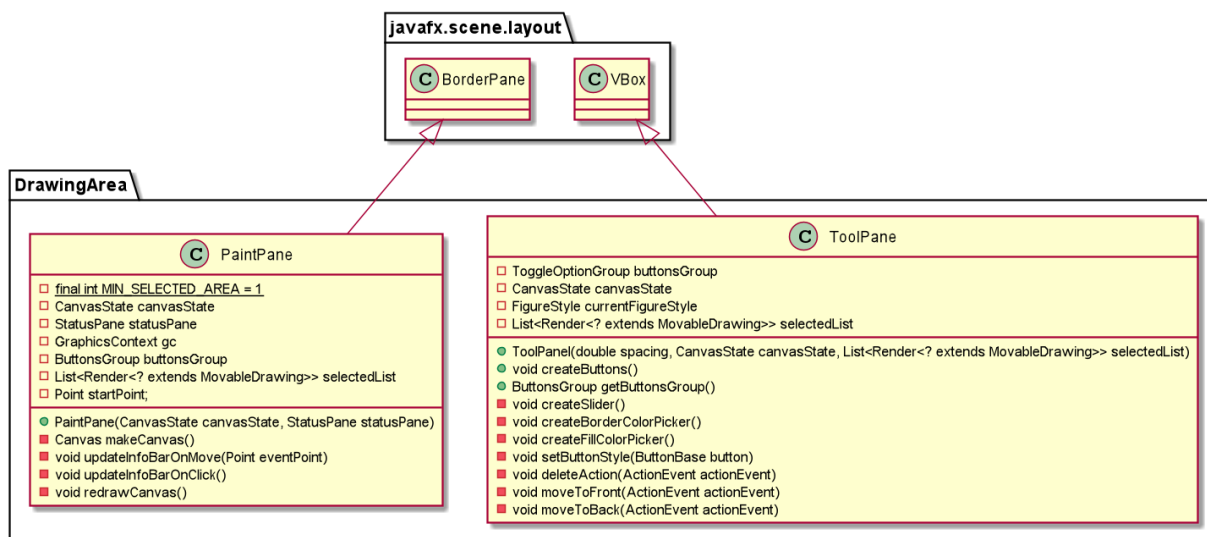 javafx.scene.layout
C BorderPane
C VBox
DrawingArea
C PaintPane
final int MIN_SELECTED_AREA = 1
CanvasState canvasState
StatusPane statusPane
GraphicsContext gc
ButtonsGroup buttonsGroup
List<Render<? extends MovableDrawing>> selectedList
Point startPoint;
PaintPane(CanvasState canvasState, StatusPane statusPane)
Canvas makeCanvas()
void updateInfoBarOnMove(Point eventPoint)
void updateInfoBarOnClick()
void redrawCanvas()
C ToolPane
ToggleOptionGroup buttonsGroup
CanvasState canvasState
FigureStyle currentFigureStyle
List<Render<? extends MovableDrawing>> selectedList
ToolPanel(double spacing, CanvasState canvasState, List<Render<? extends MovableDrawing>> selectedList)
void createButtons()
ButtonsGroup getButtonsGroup()
void createSlider()
void createBorderColorPicker()
void createFillColorPicker()
void setButtonStyle(ButtonBase button)
void deleteAction(ActionEvent actionEvent)
void moveToFront(ActionEvent actionEvent)
void moveToBack(ActionEvent actionEvent)